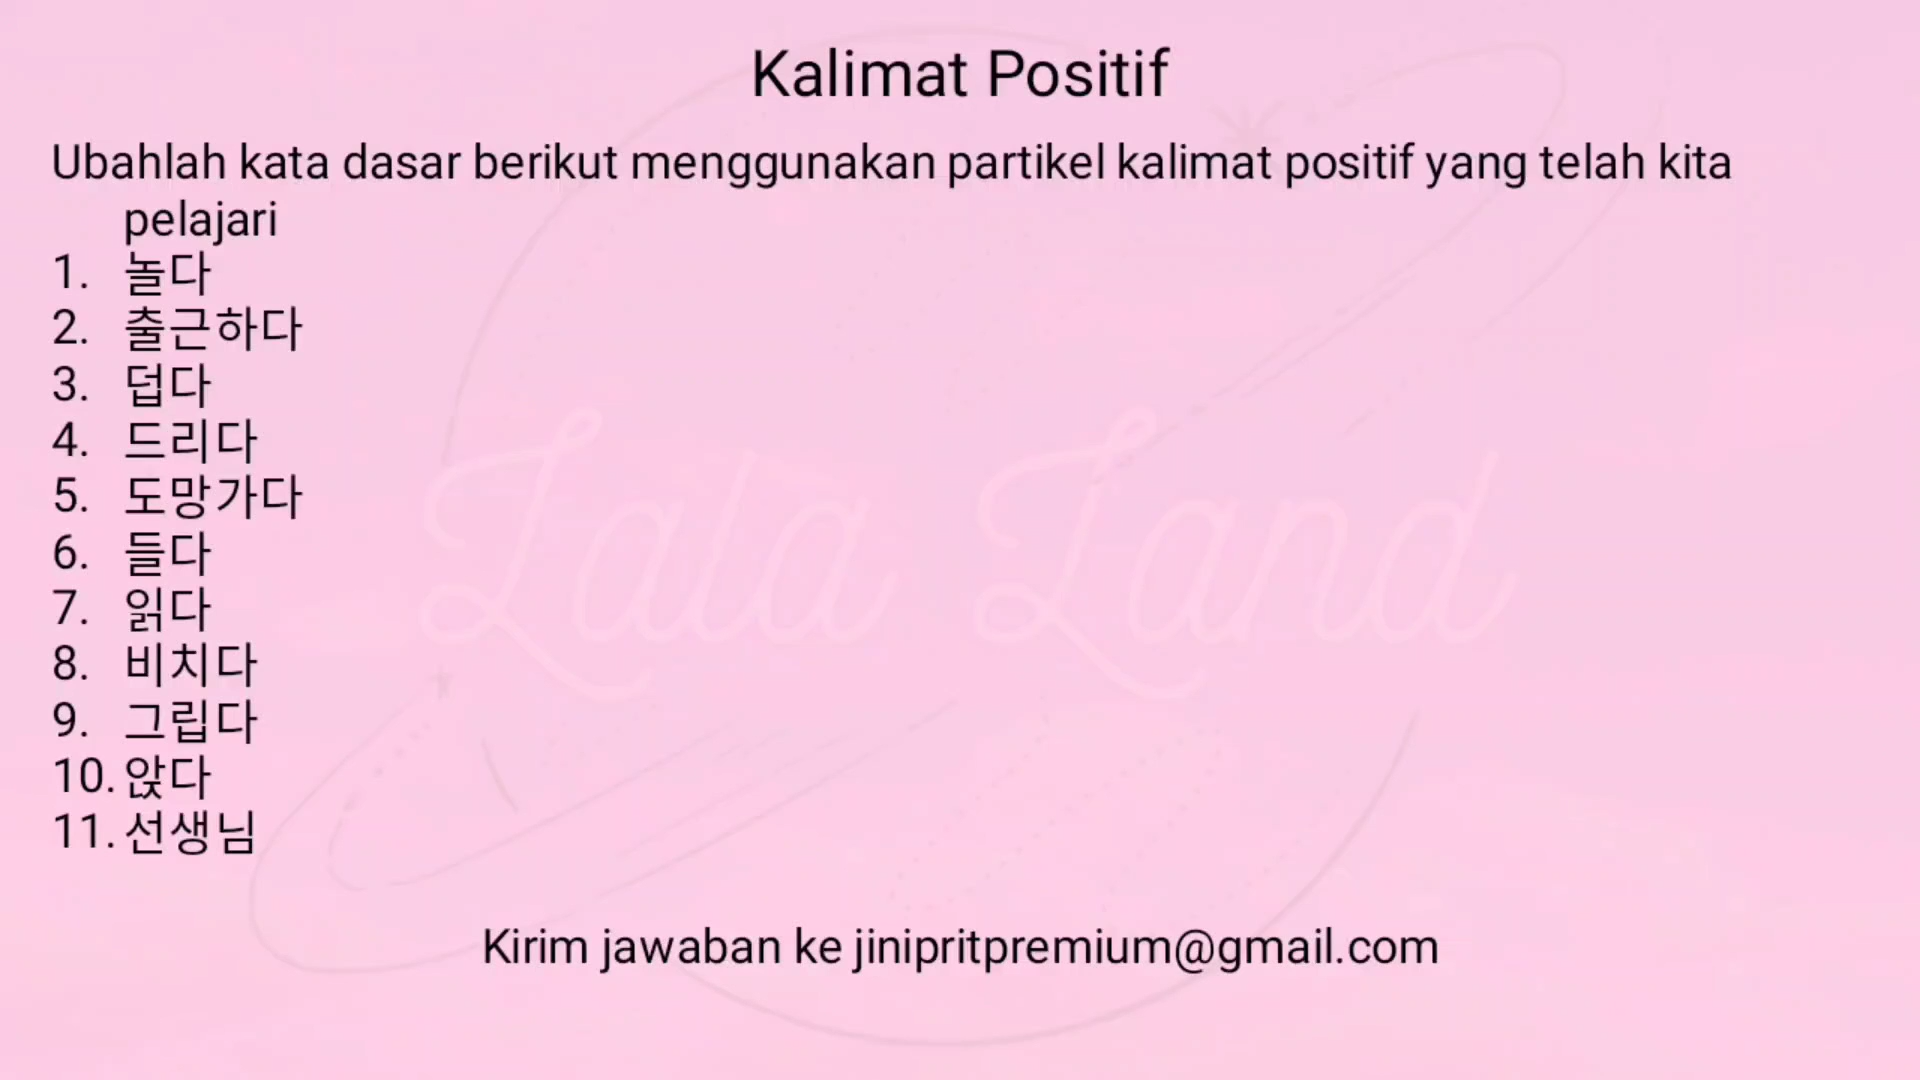 Kalimat Positif
Ubahlah kata dasar berikut menggunakan partikel kalimat positif yang telah kita
pelajari
1. 놀다
2. 출근하다
3. 덥다
4. 드리다
5. 도망가다
6. 들다
7. 읽다
8. 비치다
9. 그립다
10. 앉다
11. 선생님
Lala Land
Kirim jawaban ke jinipritpremium@gmail.com